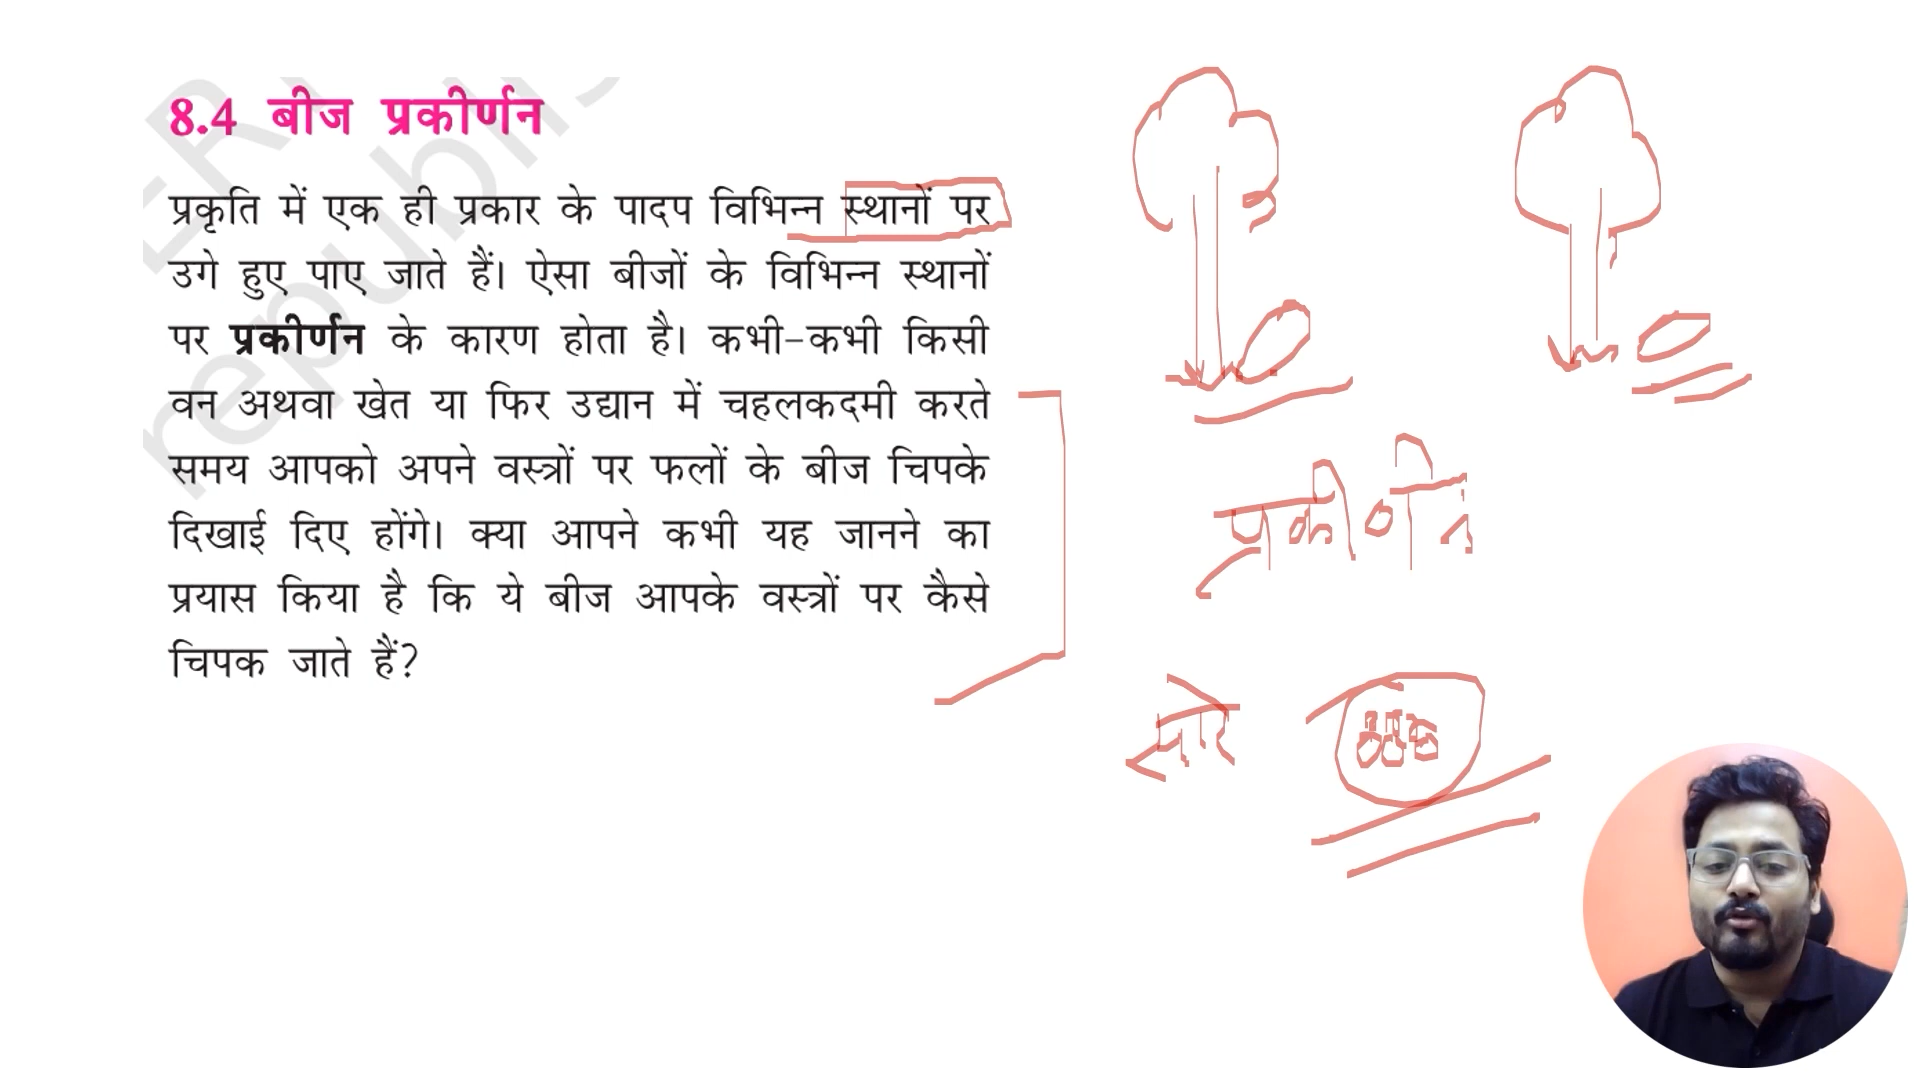 8.4 बीज प्रकीर्णन
प्रकृति में एक ही प्रकार के पादप विभिन्न स्थानों पर
उगे हुए पाए जाते हैं। ऐसा बीजों के विभिन्न स्थानों
पर प्रकीर्णन के कारण होता है। कभी-कभी किसी
वन अथवा खेत या फिर उद्यान में चहलकदमी करते
समय आपको अपने वस्त्रों पर फलों के बीज चिपके
दिखाई दिए होंगे। क्या आपने कभी यह जानने का
प्रयास किया है कि ये बीज आपके वस्त्रों पर कैसे
चिपक जाते हैं?
republi
प्रकीर्णन